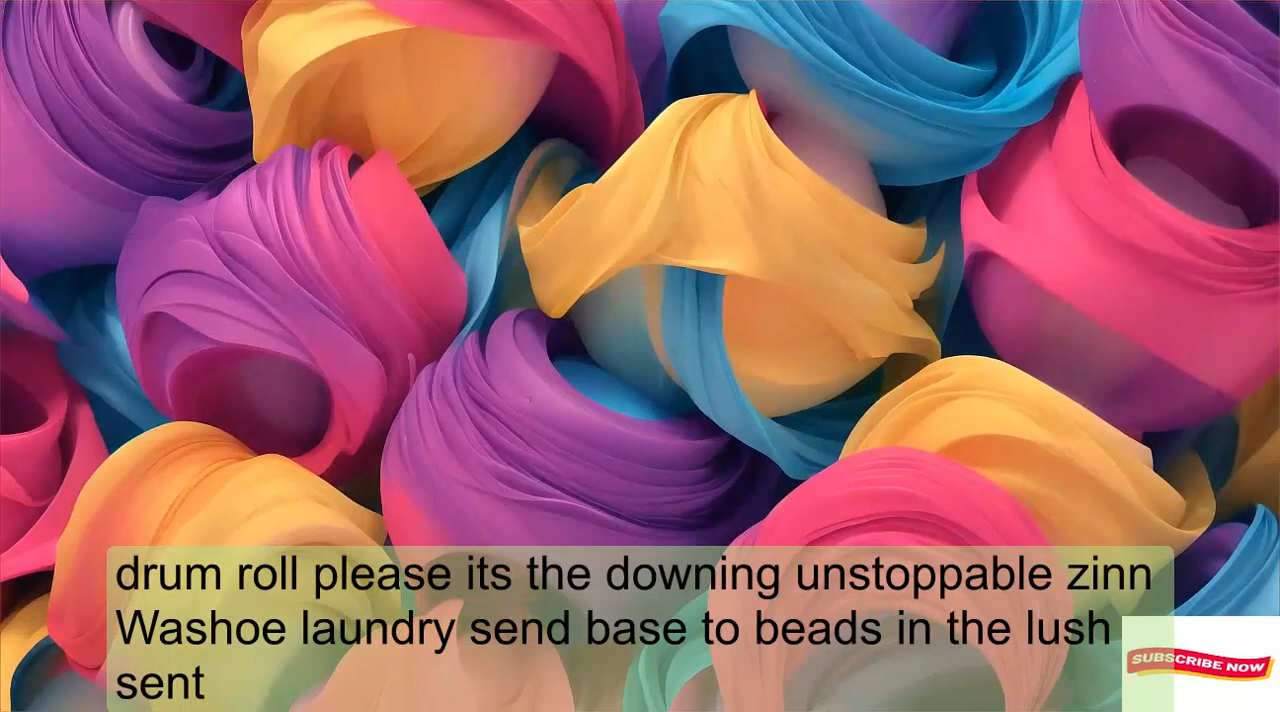 drum roll please its the downing unstoppable zinn
Washoe laundry send base to beads in the lush
sent
SUBSCRIBE NOW